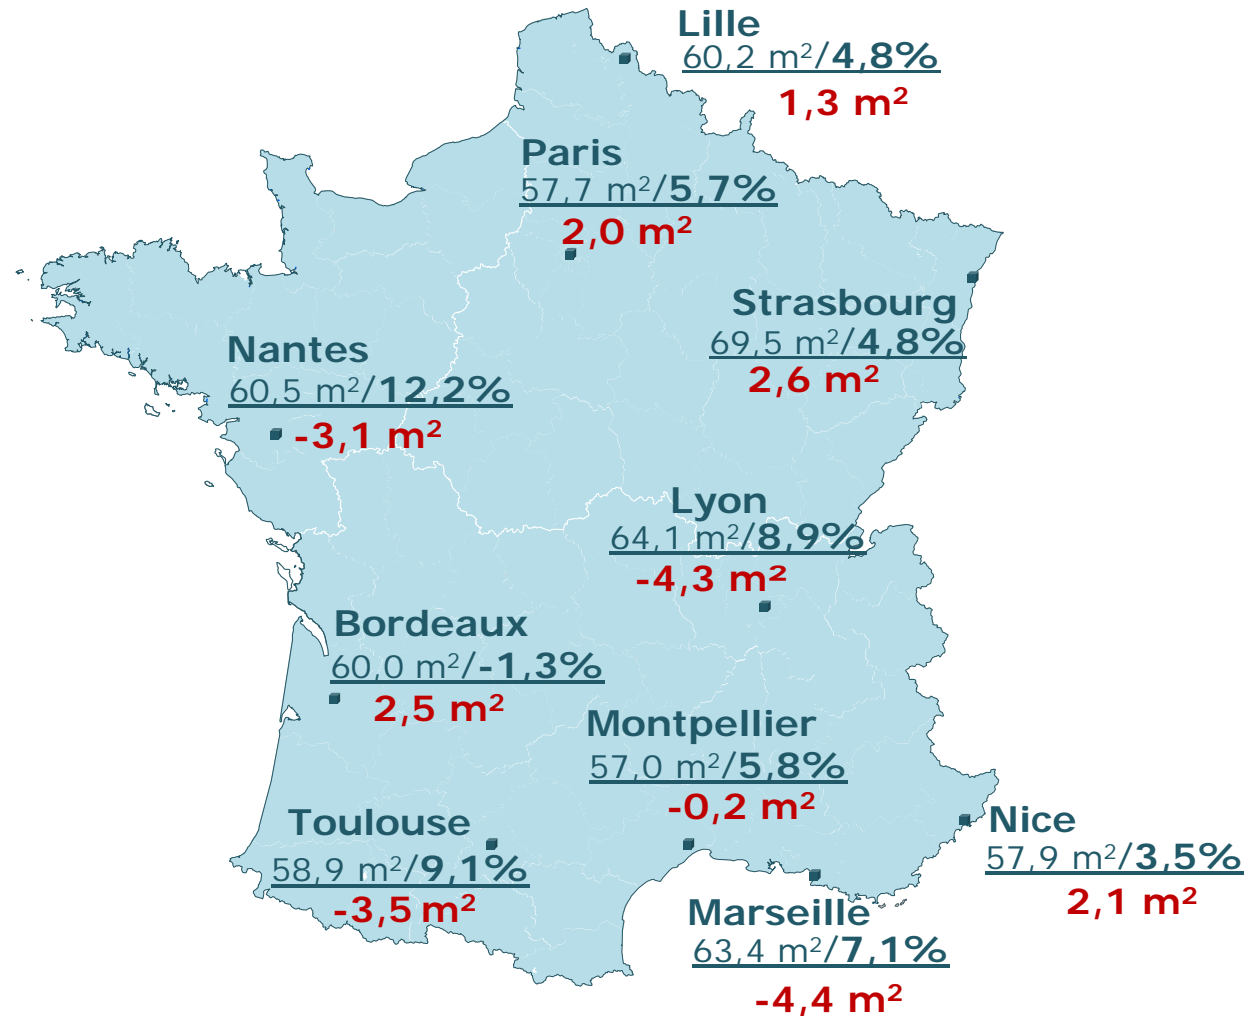 Lille
60,2 m²/4,8%
1,3 m²
Paris
57,7 m²/5,7%
2,0 m²
Strasbourg
69,5 m²/4,8%
2,6 m²
Nantes
60,5 m²/12,2%
-3,1 m²
Lyon
64,1 m²/8,9%
-4,3 m²
Bordeaux
60,0 m²/-1,3%
2,5 m²
Montpellier
57,0 m²/5,8%
-0,2 m²
Toulouse
58,9 m²/9,1%
-3,5 m²
Nice
57,9 m²/3,5%
2,1 m²
Marseille
63,4 m²/7,1%
-4,4 m²